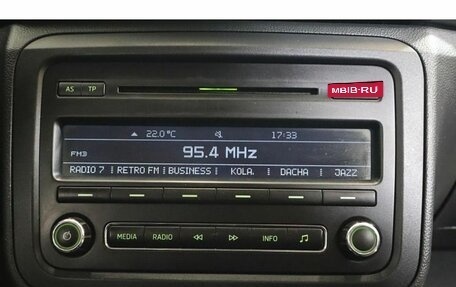 AS TP
MBIB-RU
22.0°C 17:33
FM3 95.4 MHz
RADIO 7 RETRO FM BUSINESS KOLA. DACHA JAZZ
MEDIA RADIO INFO